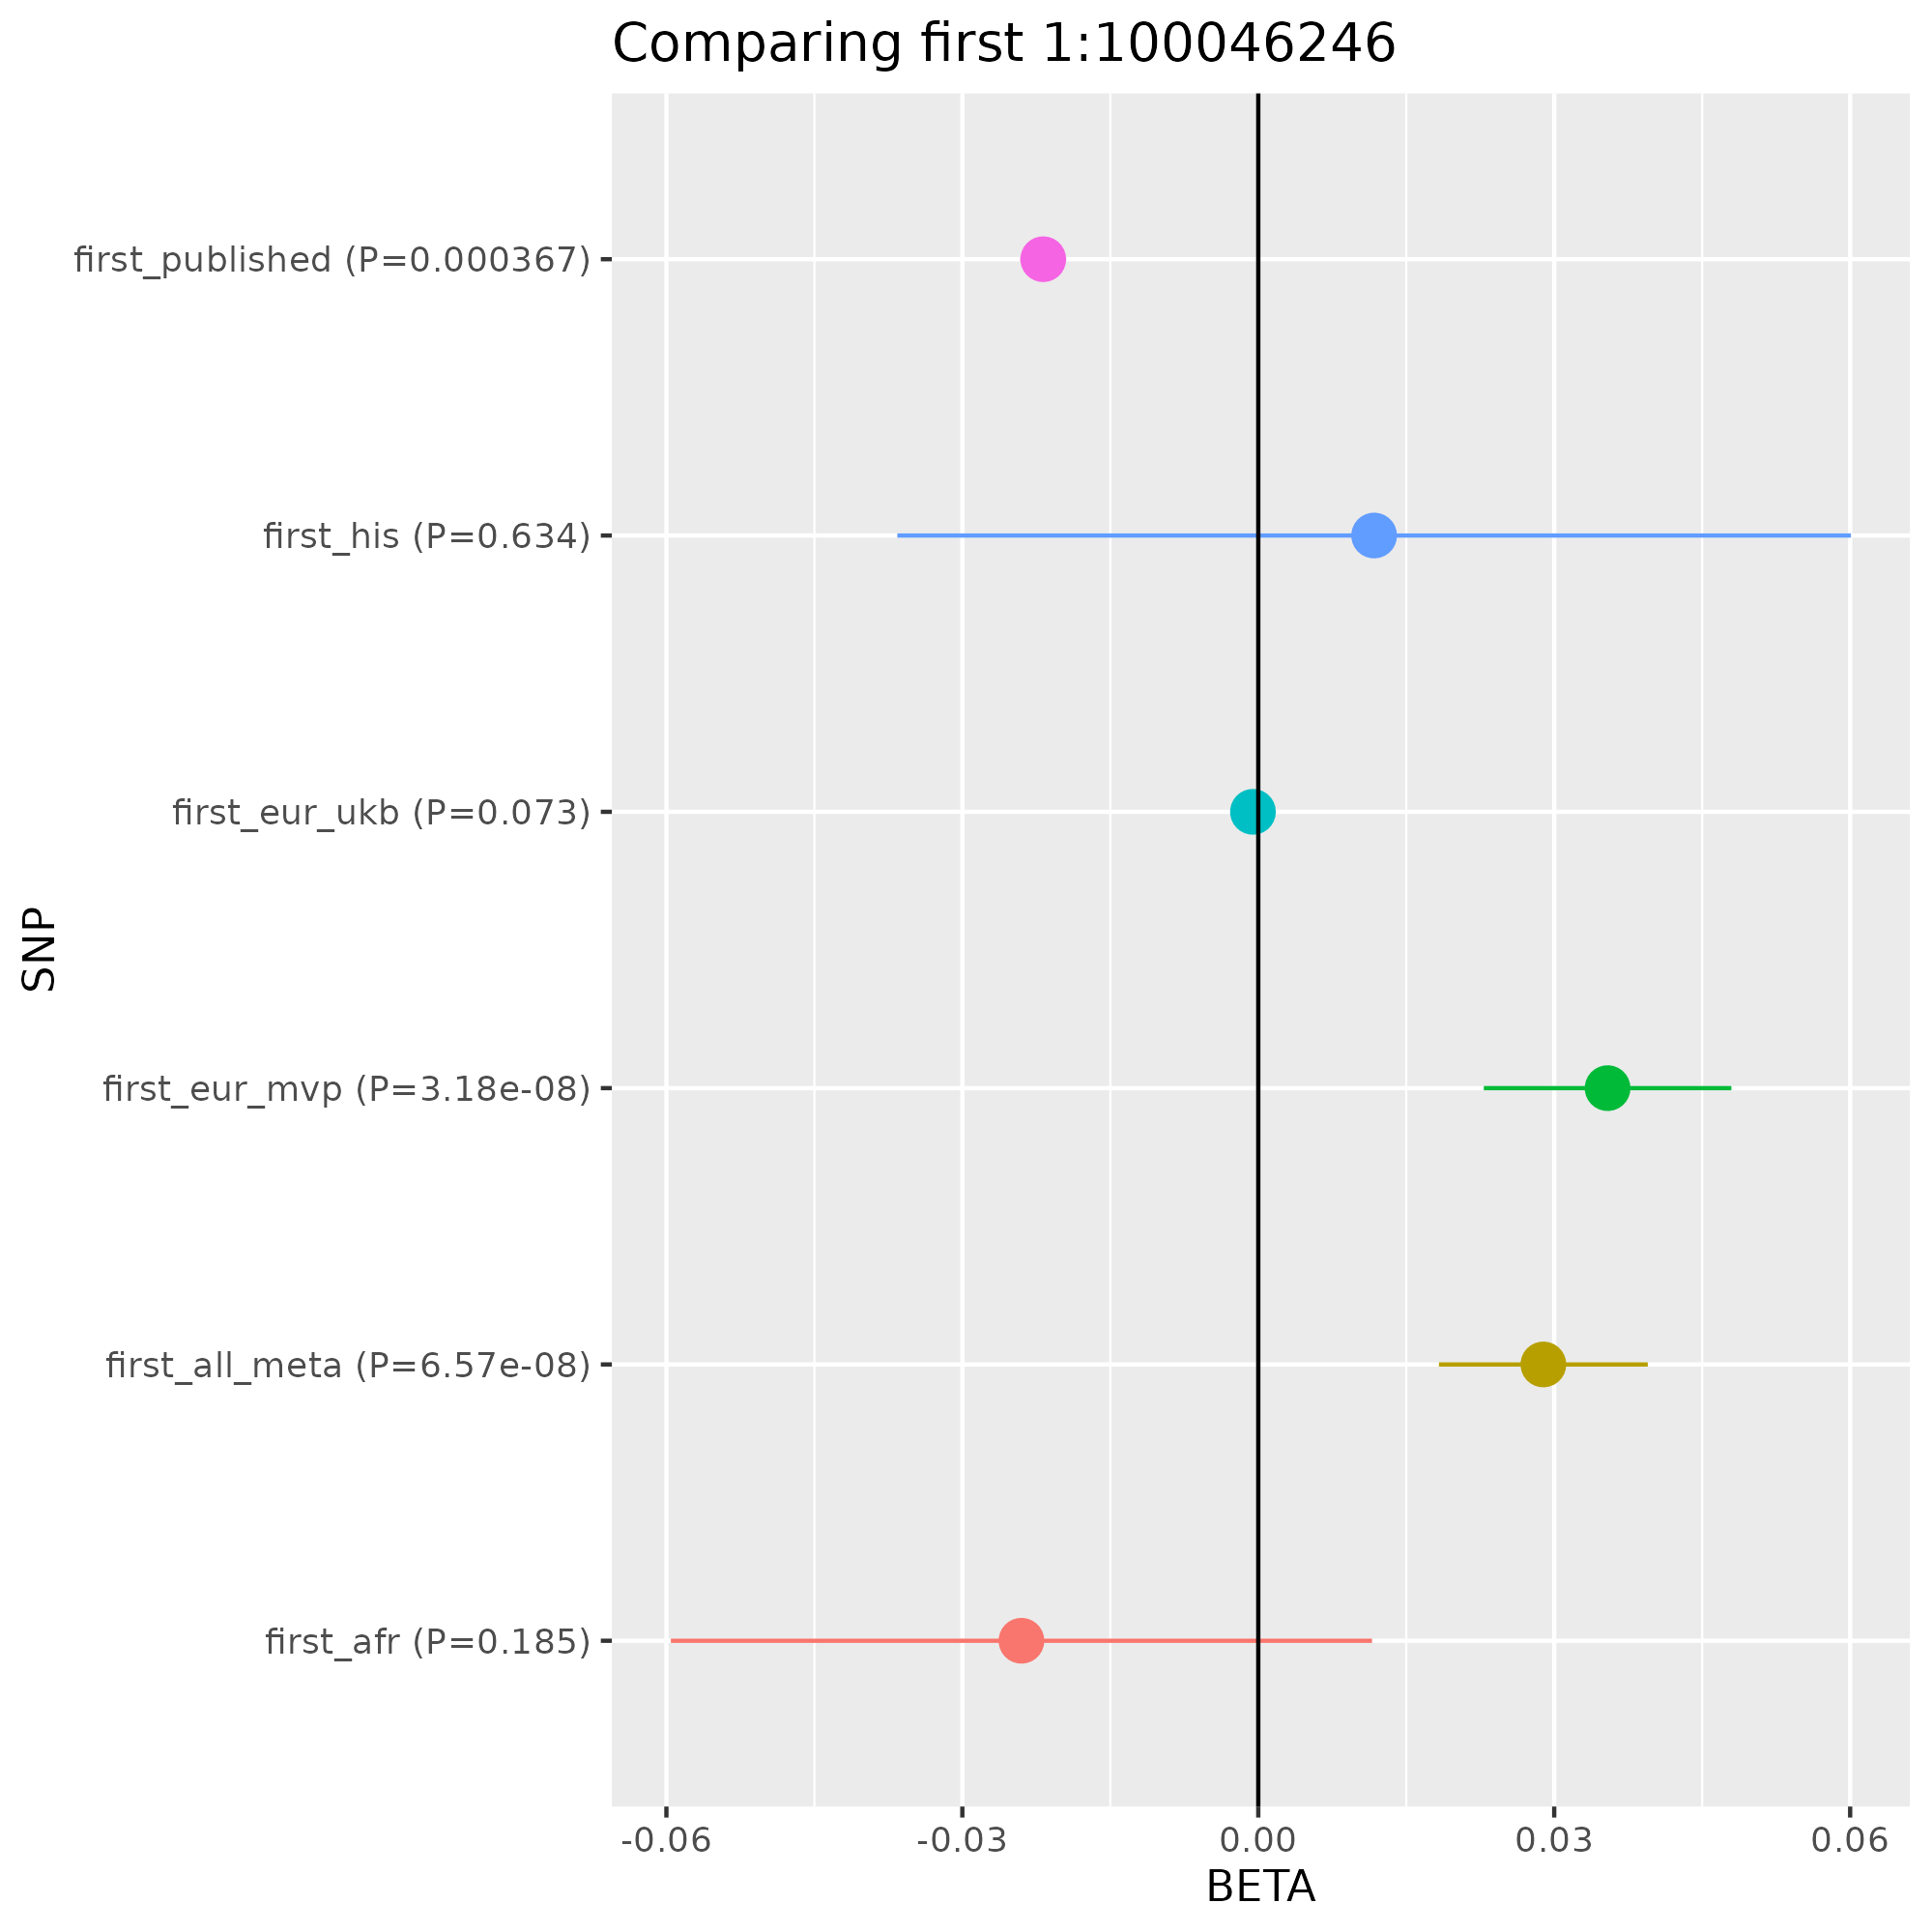 Comparing first 1:100046246
first_published (P=0.000367)
first_his (P=0.634)
first_eur_ukb (P=0.073)
SNP
first_eur_mvp (P=3.18e-08)
first_all_meta (P=6.57e-08)
first_afr (P=0.185)
-0.06 -0.03 0.00 0.03 0.06
BETA